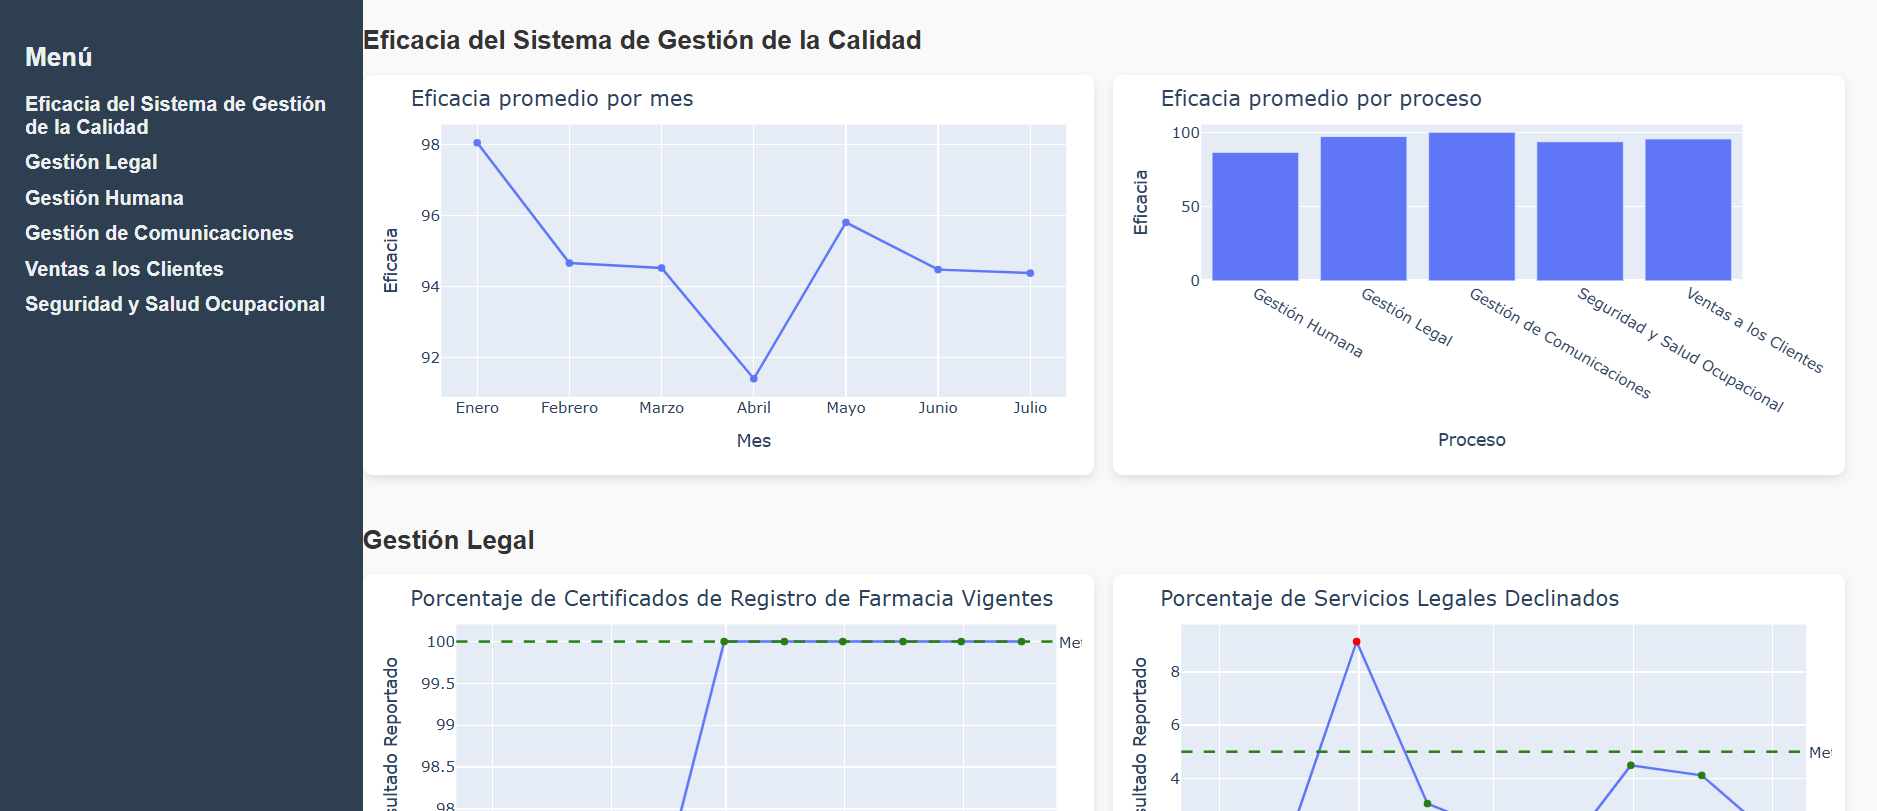 Menú
Eficacia del Sistema de Gestión
de la Calidad
Gestión Legal
Gestión Humana
Gestión de Comunicaciones
Ventas a los Clientes
Seguridad y Salud Ocupacional
Eficacia del Sistema de Gestión de la Calidad
Eficacia promedio por mes
Eficacia
98
96
94
92
Enero Febrero Marzo Abril Mayo Junio Julio
Mes
Eficacia promedio por proceso
Eficacia
100
50
0
Gestión Humana
Gestión Legal
Gestión de Comunicaciones
Seguridad y Salud Ocupacional
Ventas a los Clientes
Proceso
Gestión Legal
Porcentaje de Certificados de Registro de Farmacia Vigentes
sultado Reportado
100
99.5
99
98.5
98
Met
Porcentaje de Servicios Legales Declinados
sultado Reportado
8
6
4
Met